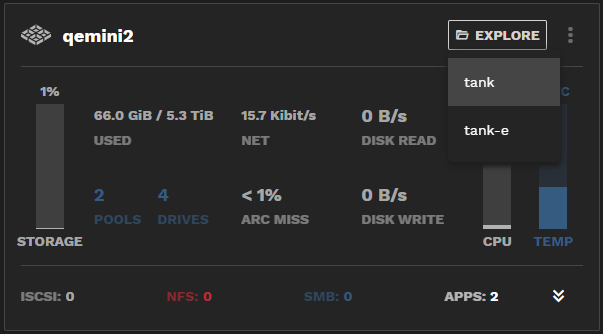 qemini2
EXPLORE
tank
tank-e
1%
C
66.0 GiB / 5.3 TiB
USED
15.7 Kibit/s
NET
0 B/s
DISK READ
2
POOLS
4
DRIVES
< 1%
ARC MISS
0 B/s
DISK WRITE
STORAGE
CPU
TEMP
ISCSI: 0
NFS: 0
SMB: 0
APPS: 2